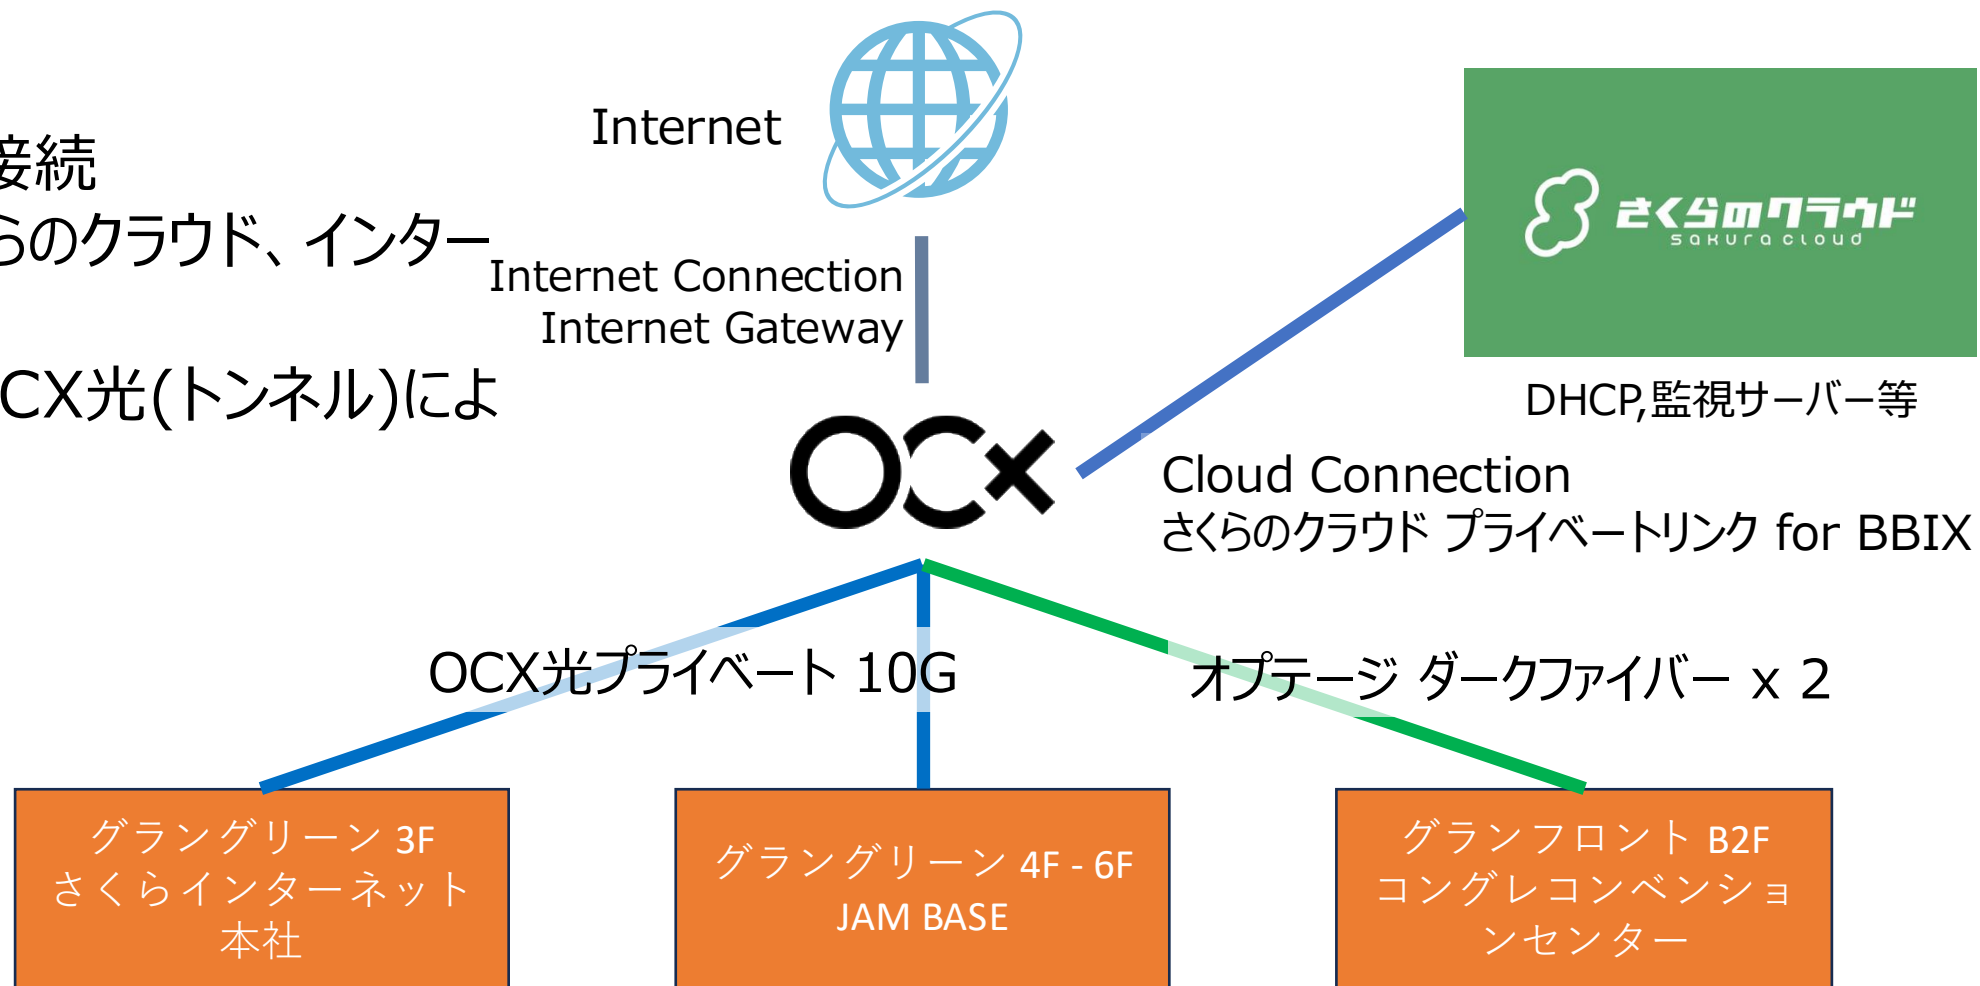 Internet
接続
らのクラウド、インター
Internet Connection
Internet Gateway
CX光(トンネル)によ
さくらのクラウド
sakura cloud
DHCP,監視サーバー等
OCX
Cloud Connection
さくらのクラウド プライベートリンク for BBIX
OCX光プライベート 10G
オプテージ ダークファイバー x 2
グラングリーン 3F
さくらインターネット
本社
グラングリーン 4F - 6F
JAM BASE
グランフロント B2F
コングレコンベンショ
ンセンター